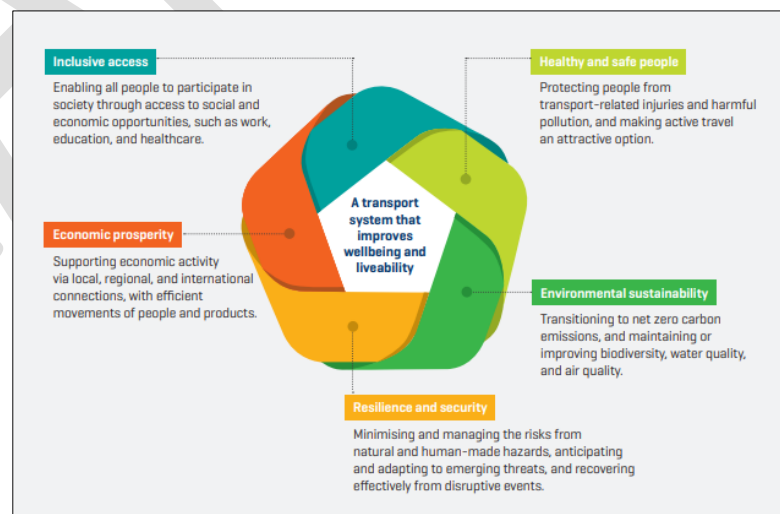 Inclusive access
Enabling all people to participate in
society through access to social and
economic opportunities, such as work,
education, and healthcare.
Healthy and safe people
Protecting people from
transport-related injuries and harmful
pollution, and making active travel
an attractive option.
A transport
system that
improves
wellbeing and
liveability
Economic prosperity
Supporting economic activity
via local, regional, and international
connections, with efficient
movements of people and products.
Environmental sustainability
Transitioning to net zero carbon
emissions, and maintaining or
improving biodiversity, water quality,
and air quality.
Resilience and security
Minimising and managing the risks from
natural and human-made hazards, anticipating
and adapting to emerging threats, and recovering
effectively from disruptive events.